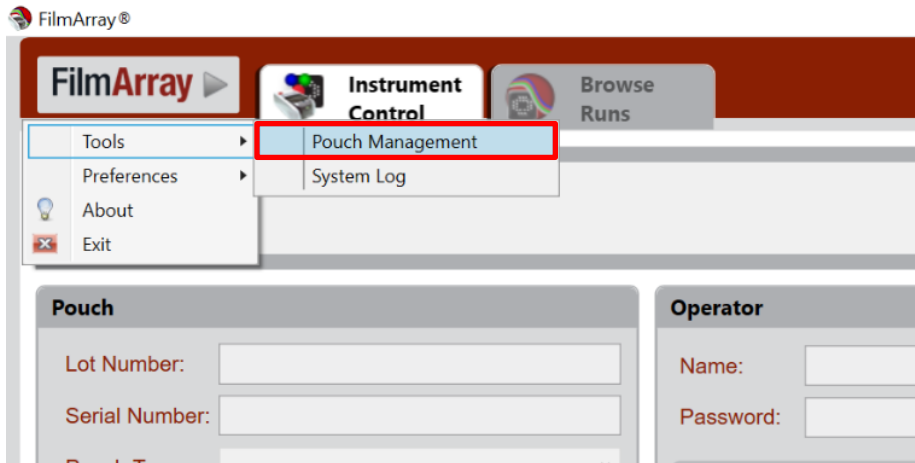 FilmArray®
FilmArray
Instrument
Control
Browse
Runs
Tools
Pouch Management
Preferences
System Log
About
Exit
Pouch
Operator
Lot Number:
Name:
Serial Number:
Password: